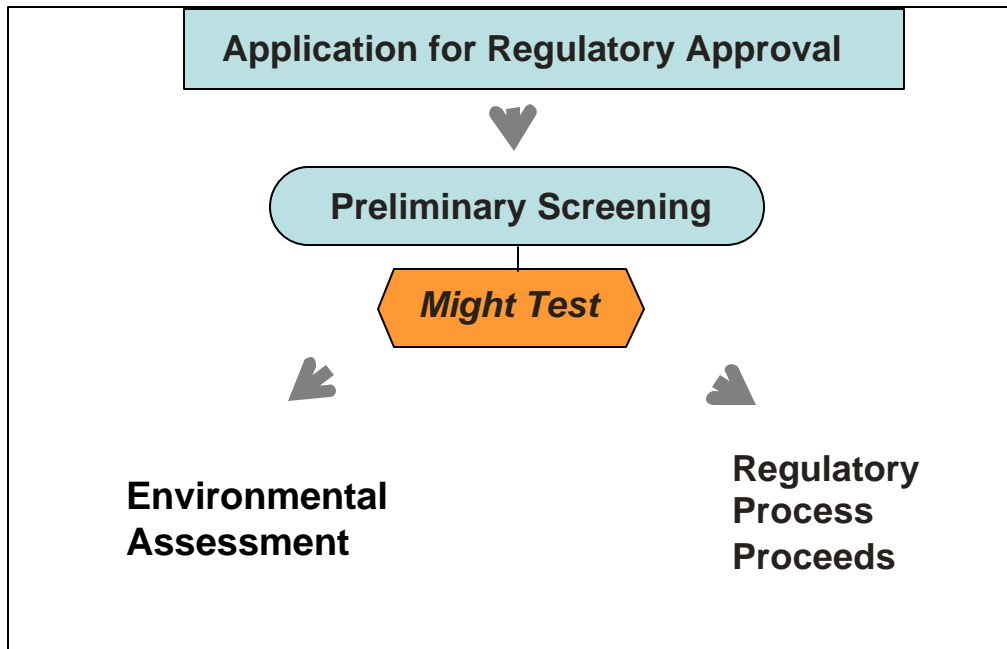 Application for Regulatory Approval
Preliminary Screening
Might Test
Environmental
Assessment
Regulatory
Process
Proceeds